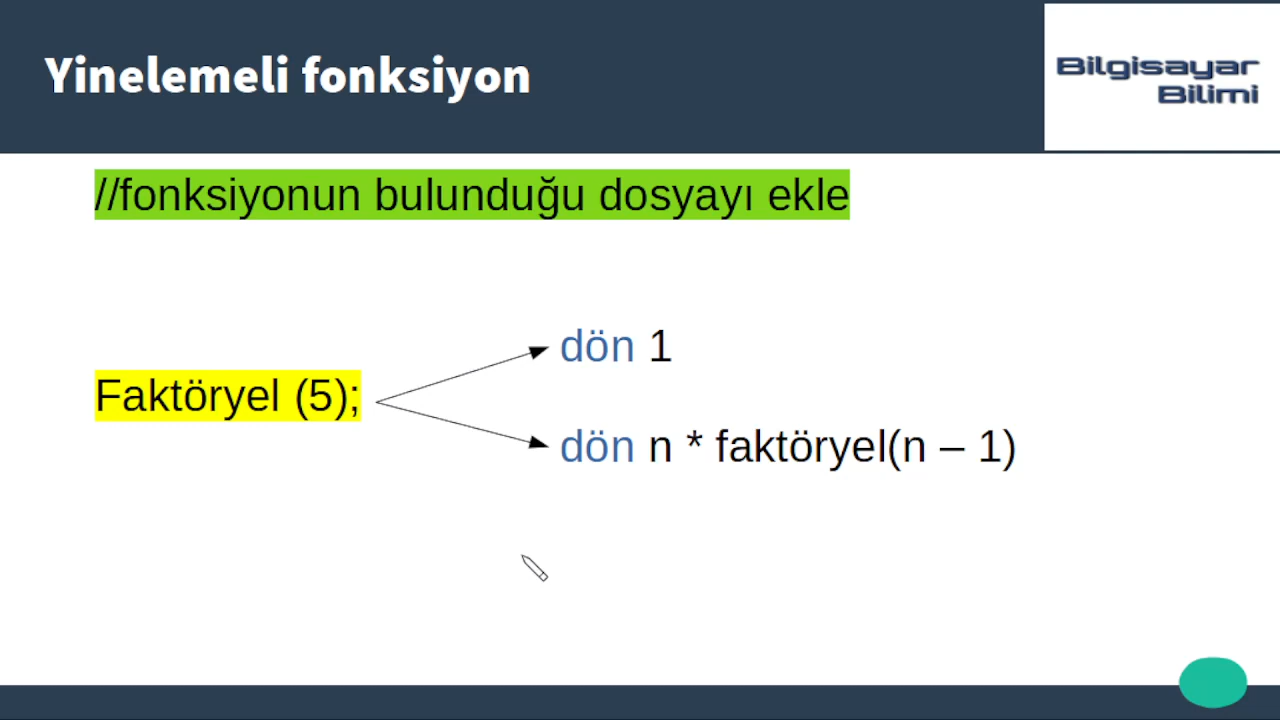 Yinelemeli fonksiyon
Bilgisayar
Bilimi
//fonksiyonun bulunduğu dosyayı ekle
dön 1
Faktöryel (5);
dön n * faktöryel(n – 1)